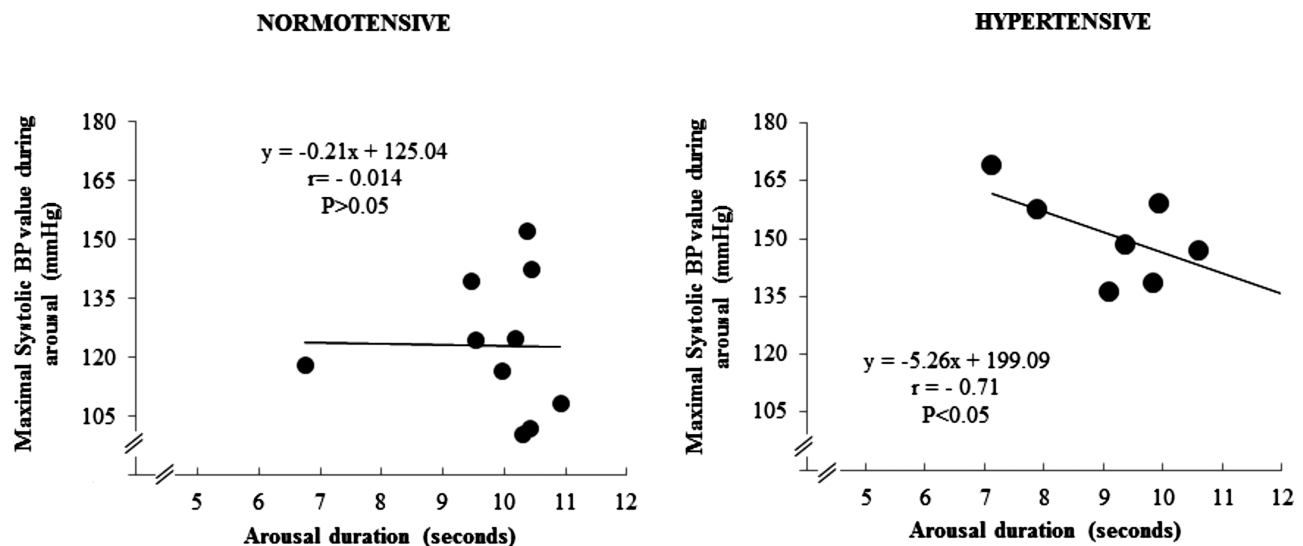 NORMOTENSIVE
Maximal Systolic BP value during
arousal (mmHg)
180
165
150
135
120
105
y = -0.21x + 125.04
r= - 0.014
P>0.05
5 6 7 8 9 10 11 12
Arousal duration (seconds)
HYPERTENSIVE
Maximal Systolic BP value during
arousal (mmHg)
180
165
150
135
120
105
y = -5.26x + 199.09
r = - 0.71
P<0.05
5 6 7 8 9 10 11 12
Arousal duration (seconds)